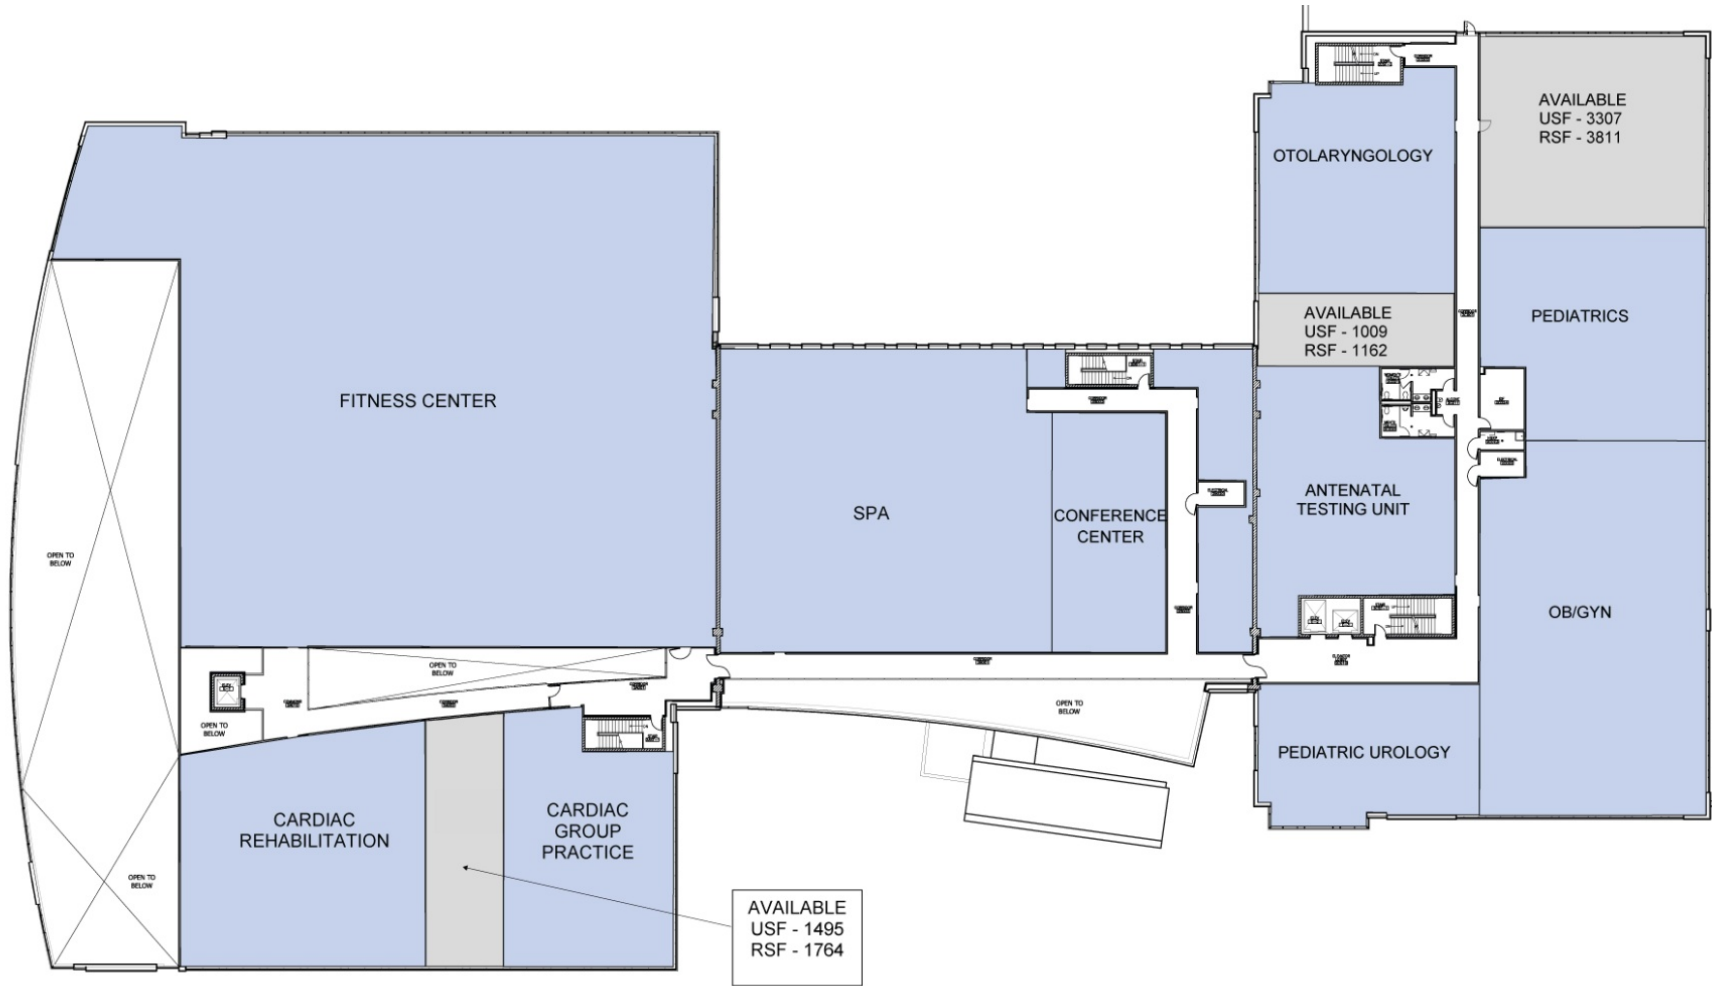 AVAILABLE
USF - 3307
RSF - 3811
OTOLARYNGOLOGY
AVAILABLE
USF - 1009
RSF - 1162
PEDIATRICS
FITNESS CENTER
SPA
CONFERENCE
CENTER
ANTENATAL
TESTING UNIT
OPEN TO
BELOW
OB/GYN
OPEN TO
BELOW
OPEN TO
BELOW
OPEN TO
BELOW
PEDIATRIC UROLOGY
CARDIAC
REHABILITATION
CARDIAC
GROUP
PRACTICE
OPEN TO
BELOW
AVAILABLE
USF - 1495
RSF - 1764